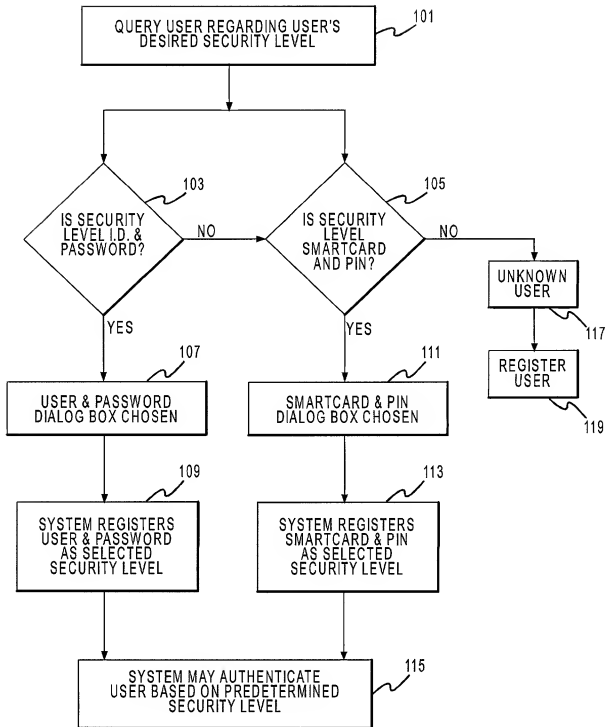 QUERY USER REGARDING USER'S
DESIRED SECURITY LEVEL
101
103
IS SECURITY
LEVEL I.D. &
PASSWORD?
NO
YES
105
IS SECURITY
LEVEL
SMARTCARD
AND PIN?
NO
YES
UNKNOWN
USER
117
REGISTER
USER
119
107
USER & PASSWORD
DIALOG BOX CHOSEN
111
SMARTCARD & PIN
DIALOG BOX CHOSEN
109
SYSTEM REGISTERS
USER & PASSWORD
AS SELECTED
SECURITY LEVEL
113
SYSTEM REGISTERS
SMARTCARD & PIN
AS SELECTED
SECURITY LEVEL
SYSTEM MAY AUTHENTICATE
USER BASED ON PREDETERMINED
SECURITY LEVEL
115